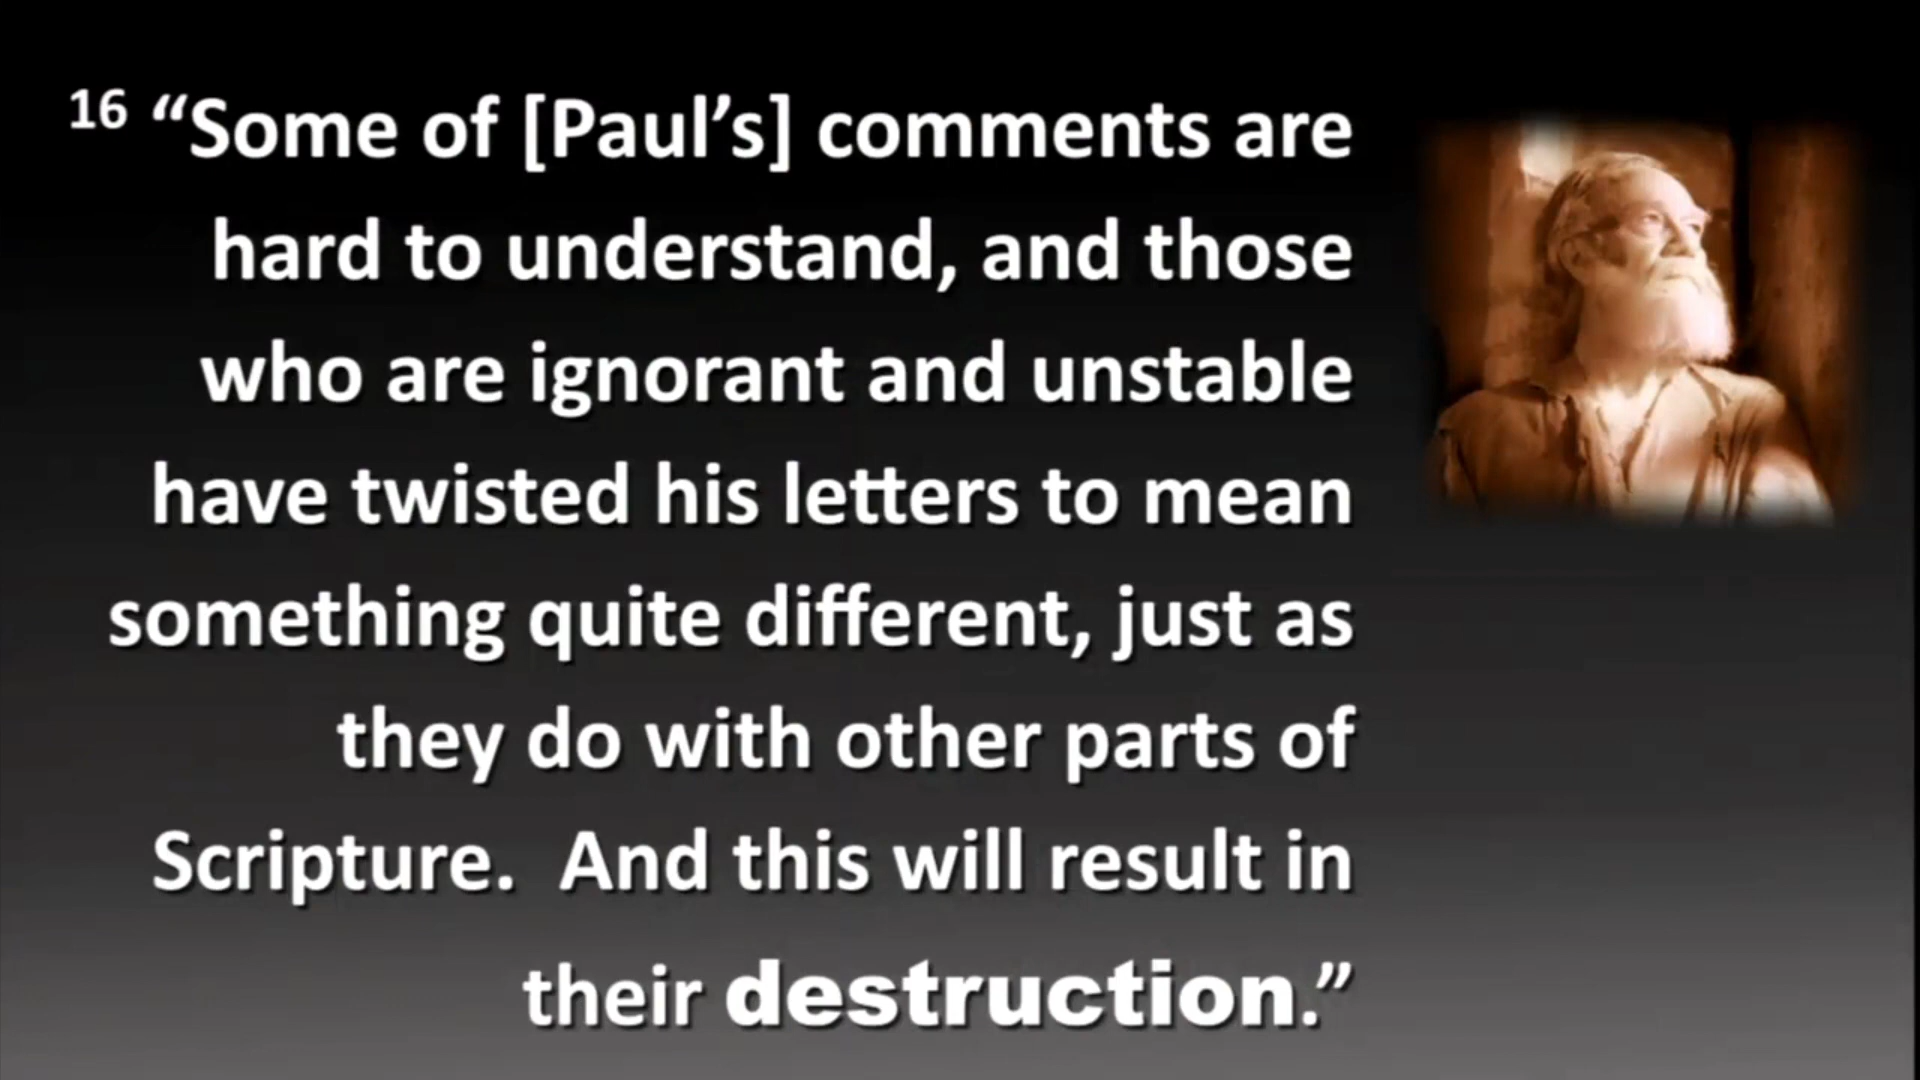 16 “Some of [Paul’s] comments are
hard to understand, and those
who are ignorant and unstable
have twisted his letters to mean
something quite different, just as
they do with other parts of
Scripture.  And this will result in
their destruction.”